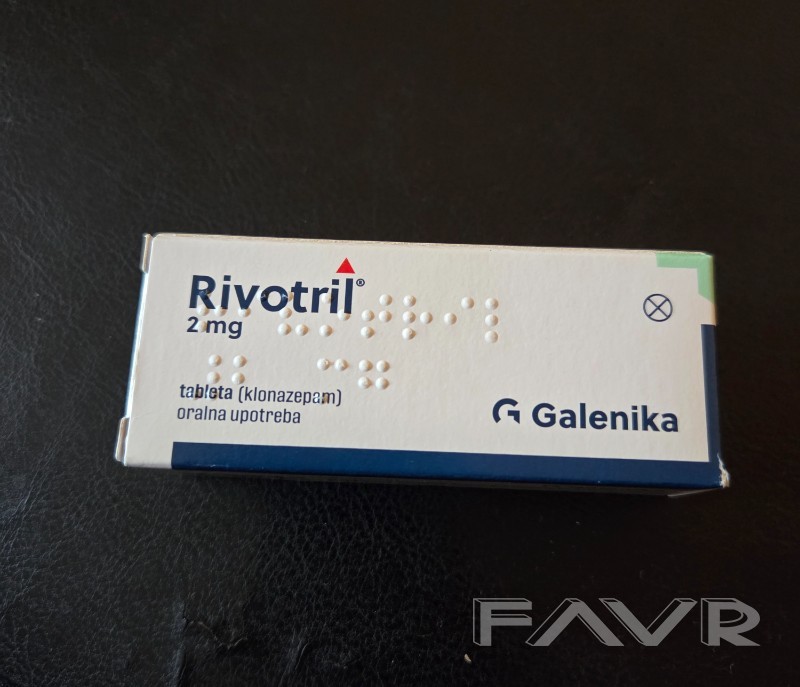 Rivotril®
2 mg
tableta (klonazepam)
oralna upotreba
Galenika
FAVR